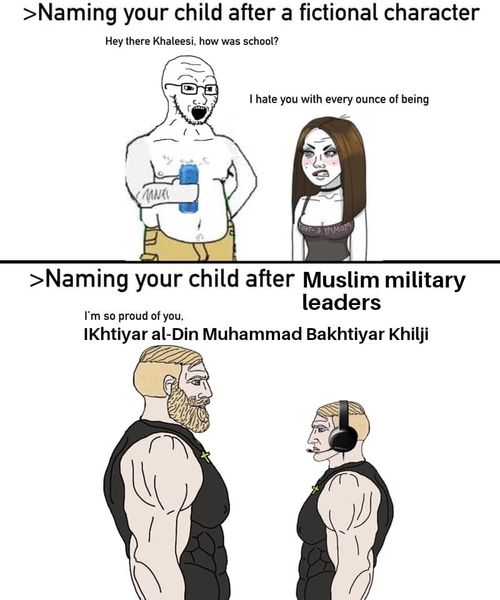 >Naming your child after a fictional character
Hey there Khaleesi, how was school?
I hate you with every ounce of being
>Naming your child after Muslim military
leaders
I'm so proud of you,
IKhtiyar al-Din Muhammad Bakhtiyar Khilji